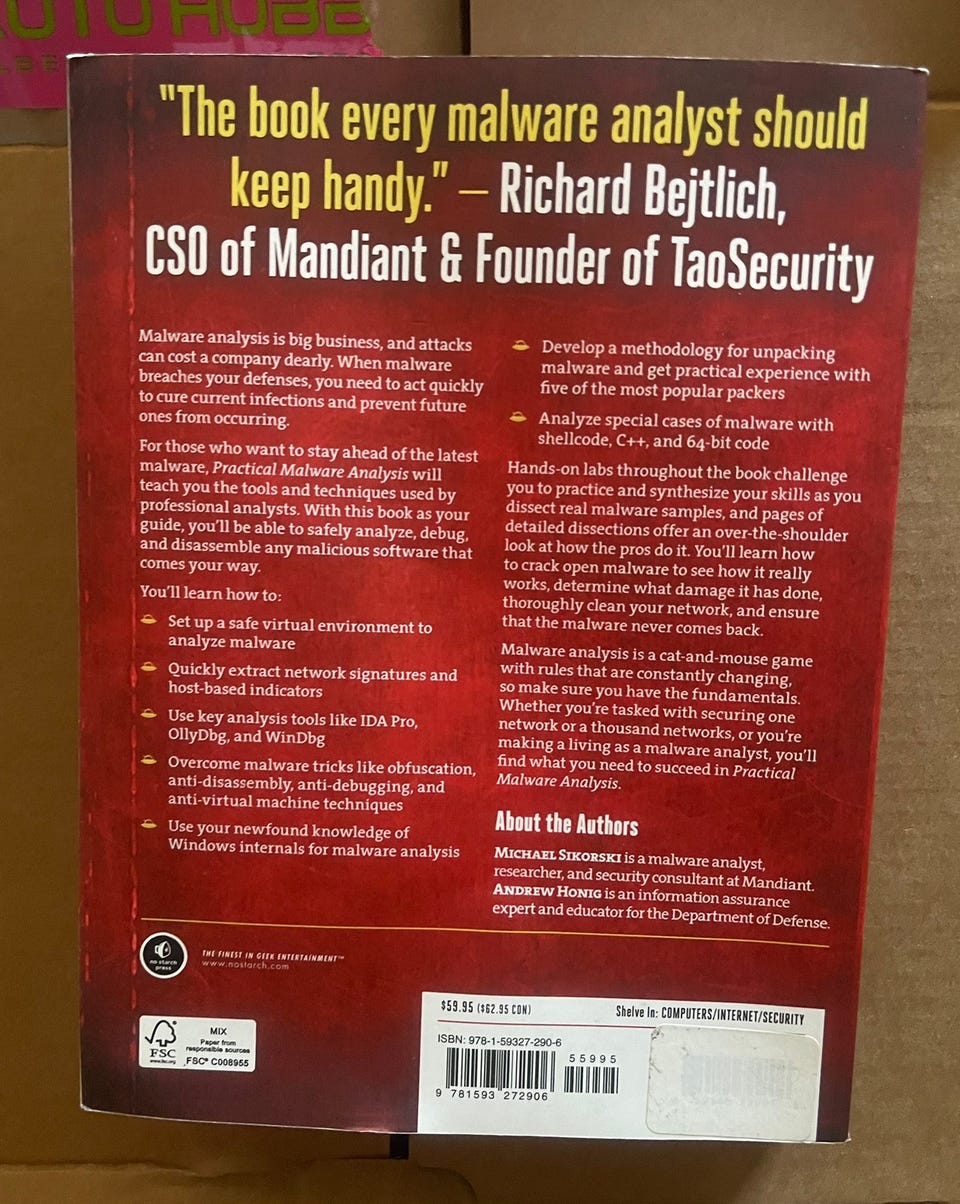 "The book every malware analyst should
keep handy." — Richard Bejtlich,
CSO of Mandiant & Founder of TaoSecurity
Malware analysis is big business, and attacks
can cost a company dearly. When malware
breaches your defenses, you need to act quickly
to cure current infections and prevent future
ones from occurring.
For those who want to stay ahead of the latest
malware, Practical Malware Analysis will
teach you the tools and techniques used by
professional analysts. With this book as your
guide, you'll be able to safely analyze, debug,
and disassemble any malicious software that
comes your way.
You'll learn how to:
Set up a safe virtual environment to
analyze malware
Quickly extract network signatures and
host-based indicators
Use key analysis tools like IDA Pro,
OllyDbg, and WinDbg
Overcome malware tricks like obfuscation,
anti-disassembly, anti-debugging, and
anti-virtual machine techniques
Use your newfound knowledge of
Windows internals for malware analysis
Develop a methodology for unpacking
malware and get practical experience with
five of the most popular packers
Analyze special cases of malware with
shellcode, C++, and 64-bit code
Hands-on labs throughout the book challenge
you to practice and synthesize your skills as you
dissect real malware samples, and pages of
detailed dissections offer an over-the-shoulder
look at how the pros do it. You'll learn how
to crack open malware to see how it really
works, determine what damage it has done,
thoroughly clean your network, and ensure
that the malware never comes back.
Malware analysis is a cat-and-mouse game
with rules that are constantly changing,
so make sure you have the fundamentals.
Whether you're tasked with securing one
network or a thousand networks, or you're
making a living as a malware analyst, you'll
find what you need to succeed in Practical
Malware Analysis.
About the Authors
MICHAEL SIKORSKI is a malware analyst,
researcher, and security consultant at Mandiant.
ANDREW HONIG is an information assurance
expert and educator for the Department of Defense.
no starch
press
THE FINEST IN GEEK ENTERTAINMENT™
www.nostarch.com
FSC
www.fsc.org
MIX
Paper from
responsible sources
FSC® C008955
$59.95 ($62.95 CDN)
Shelve In: COMPUTERS/INTERNET/SECURITY
ISBN: 978-1-59327-290-6
55995
9 781593 272906